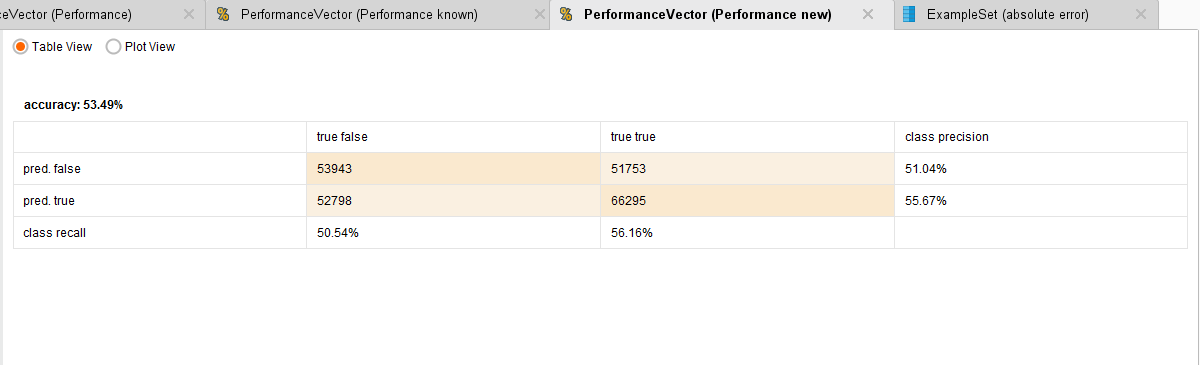 ceVector (Performance) PerformanceVector (Performance known) PerformanceVector (Performance new) ExampleSet (absolute error)
Table View Plot View
accuracy: 53.49%
true false true true class precision
pred. false 53943 51753 51.04%
pred. true 52798 66295 55.67%
class recall 50.54% 56.16%